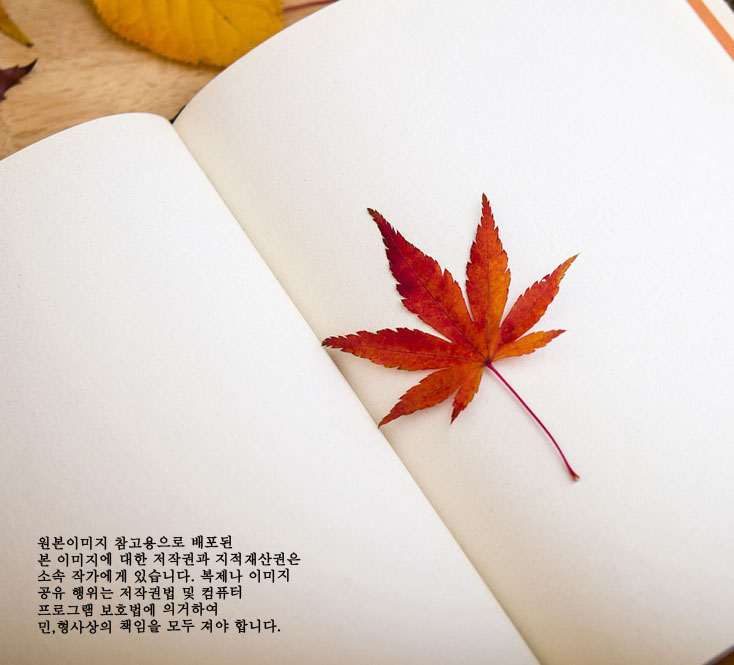 원본이미지 참고용으로 배포된
본 이미지에 대한 저작권과 지적재산권은
소속 작가에게 있습니다. 복제나 이미지
공유 행위는 저작권법 및 컴퓨터
프로그램 보호법에 의거하여
민,형사상의 책임을 모두 져야 합니다.